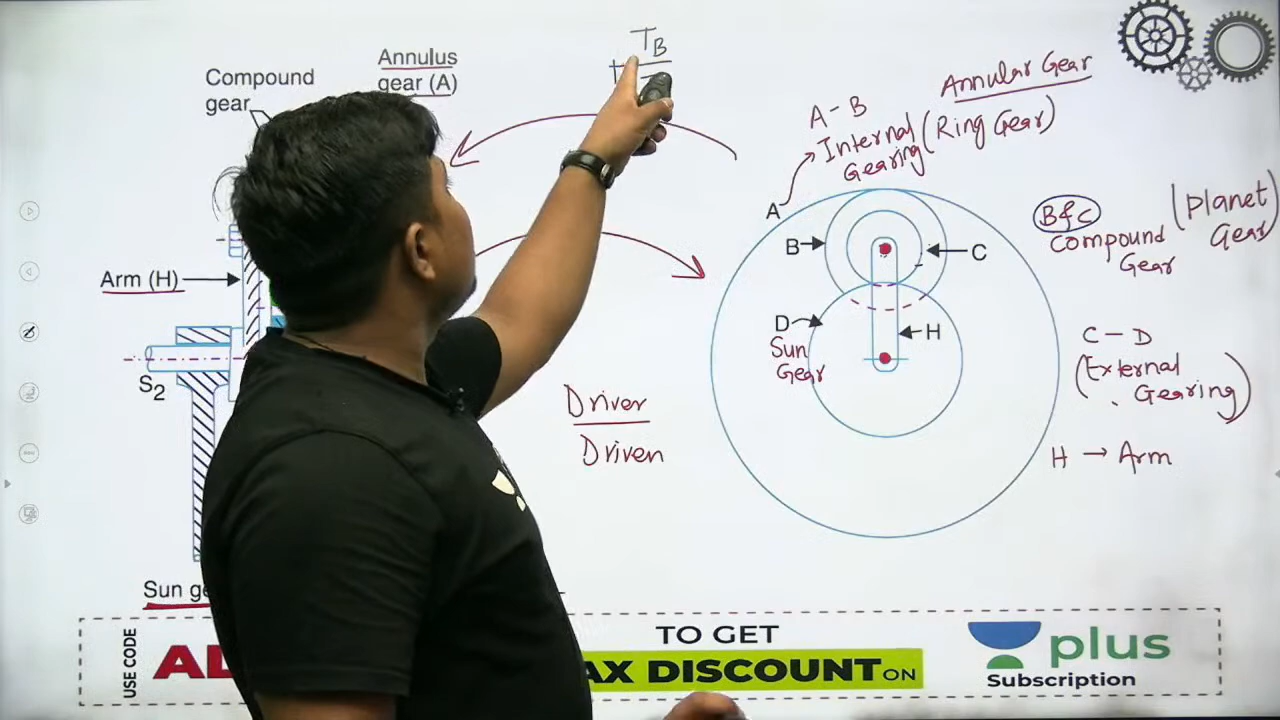 Compound
gear
Annulus
gear (A)
T_B
Arm (H)
S₂
Sun
Driver
Driven
A - B
Internal
Gearing
(Ring Gear)
Annular Gear
A
B
C
D
Sun
Gear
H
B & C
Compound
Gear
(Planet
Gear
C - D
(External
Gearing)
H → Arm
USE CODE
TO GET
AX DISCOUNT ON
plus
Subscription